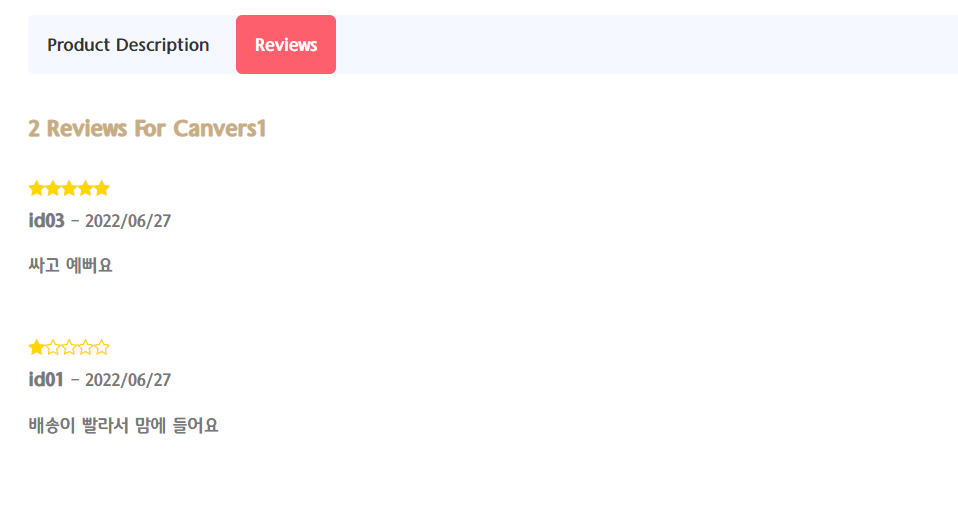 Product Description
Reviews
2 Reviews For Canvers1
id03 - 2022/06/27
싸고 예뻐요
id01 - 2022/06/27
배송이 빨라서 맘에 들어요